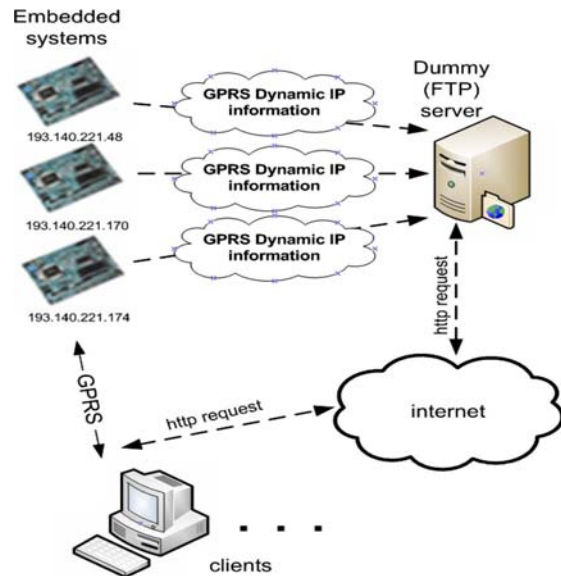 Embedded
systems
GPRS Dynamic IP
information
Dummy
(FTP)
server
193.140.221.48
GPRS Dynamic IP
information
193.140.221.170
GPRS Dynamic IP
information
193.140.221.174
http request
GPRS
http request
internet
clients